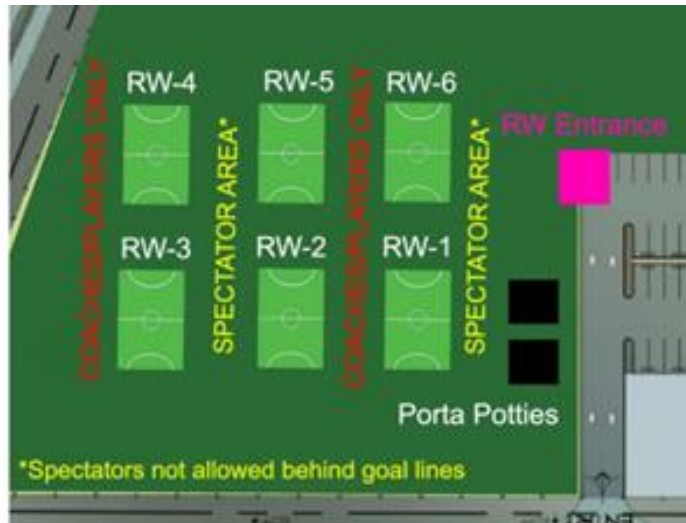 RW-4
RW-5
RW-6
COACHES/PLAYERS ONLY
SPECTATOR AREA*
COACHES/PLAYERS ONLY
SPECTATOR AREA*
RW Entrance
RW-3
RW-2
RW-1
Porta Potties
*Spectators not allowed behind goal lines